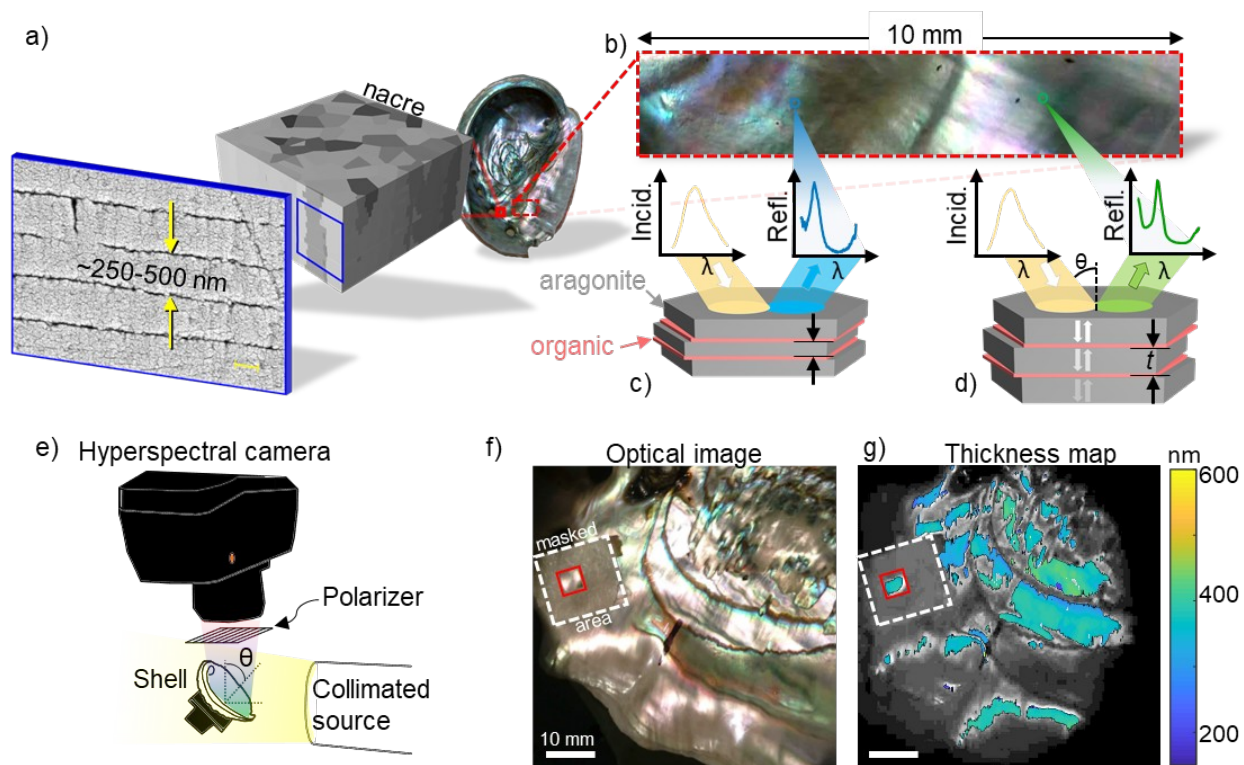 a)
nacre
~250-500 nm
b)
10 mm
Incid.
λ
Refl.
λ
Incid.
θ
Refl.
λ
aragonite
organic
t
c)
d)
e)
Hyperspectral camera
Polarizer
θ
Shell
Collimated
source
f)
Optical image
masked
area
10 mm
g)
Thickness map
nm
600
400
200